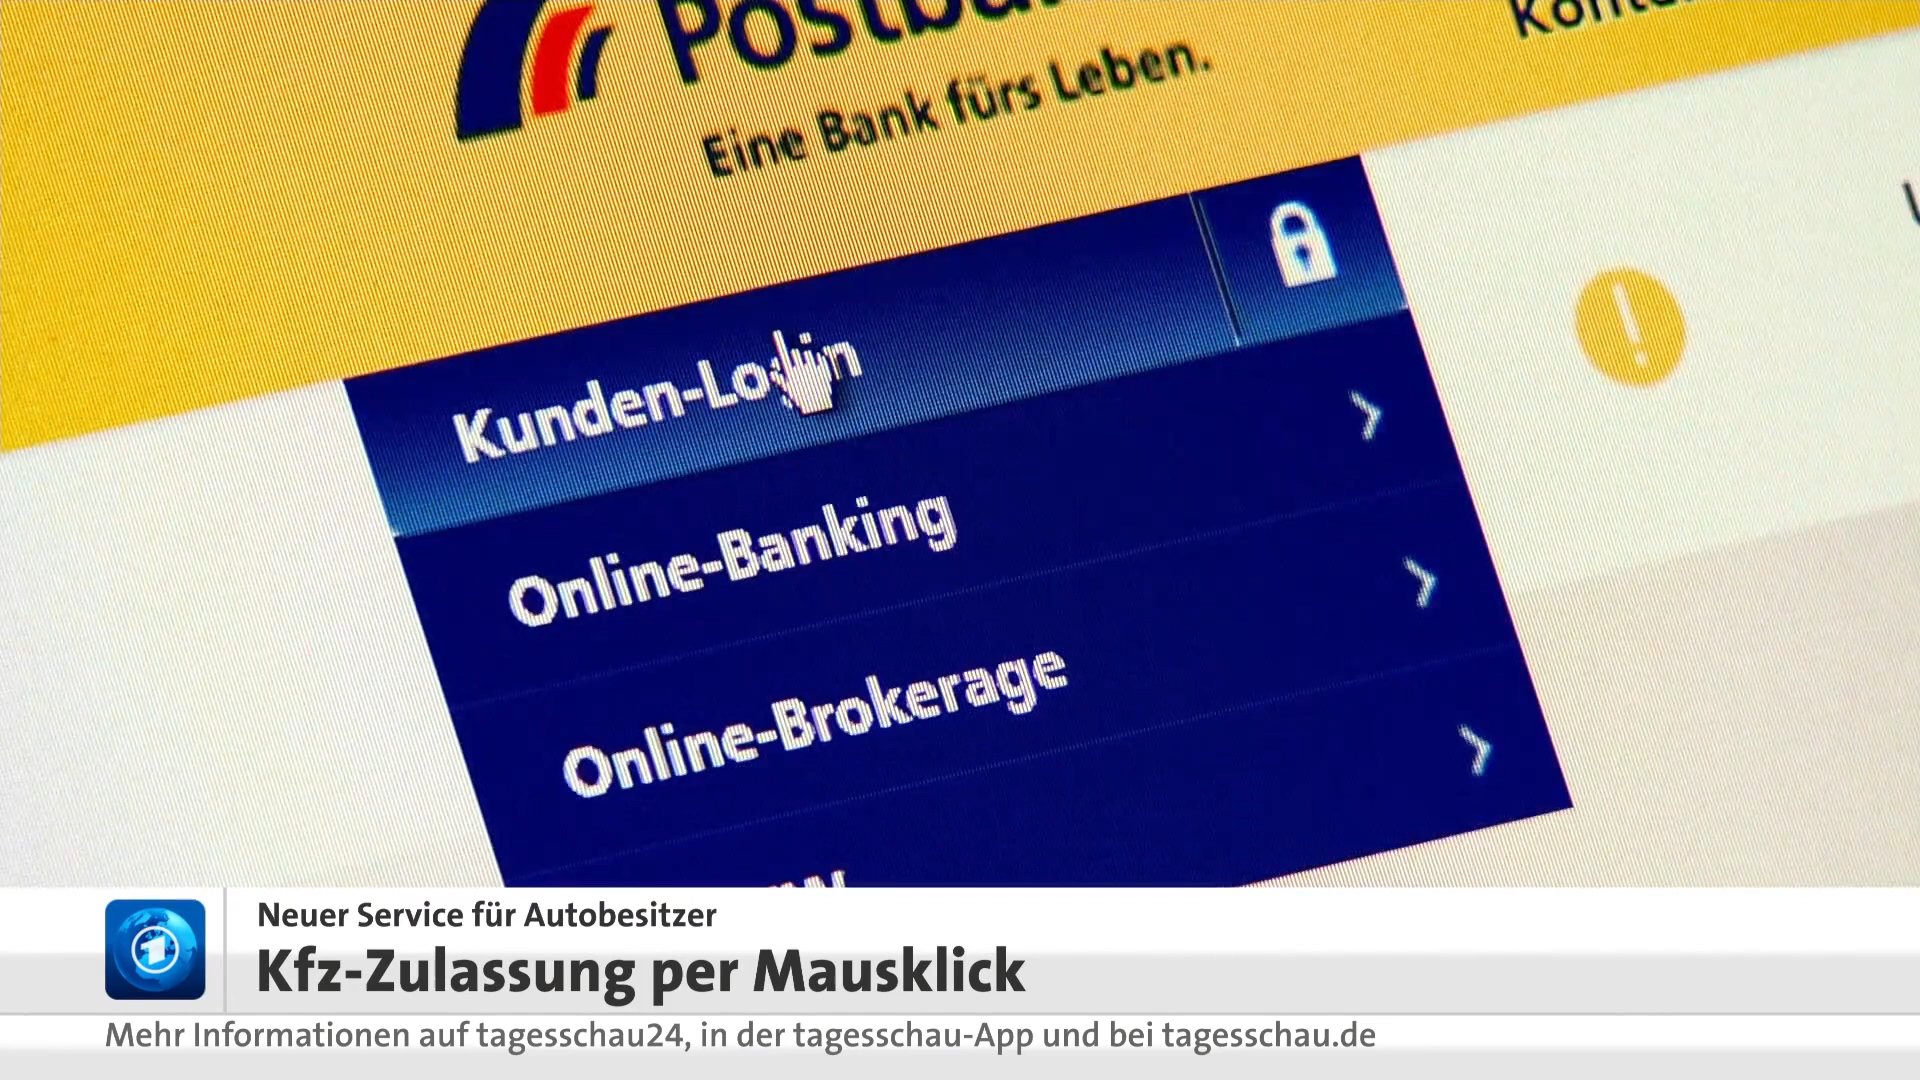 Eine Bank fürs Leben.
Kunden-Login
Online-Banking
Online-Brokerage
Neuer Service für Autobesitzer
Kfz-Zulassung per Mausklick
Mehr Informationen auf tagesschau24, in der tagesschau-App und bei tagesschau.de